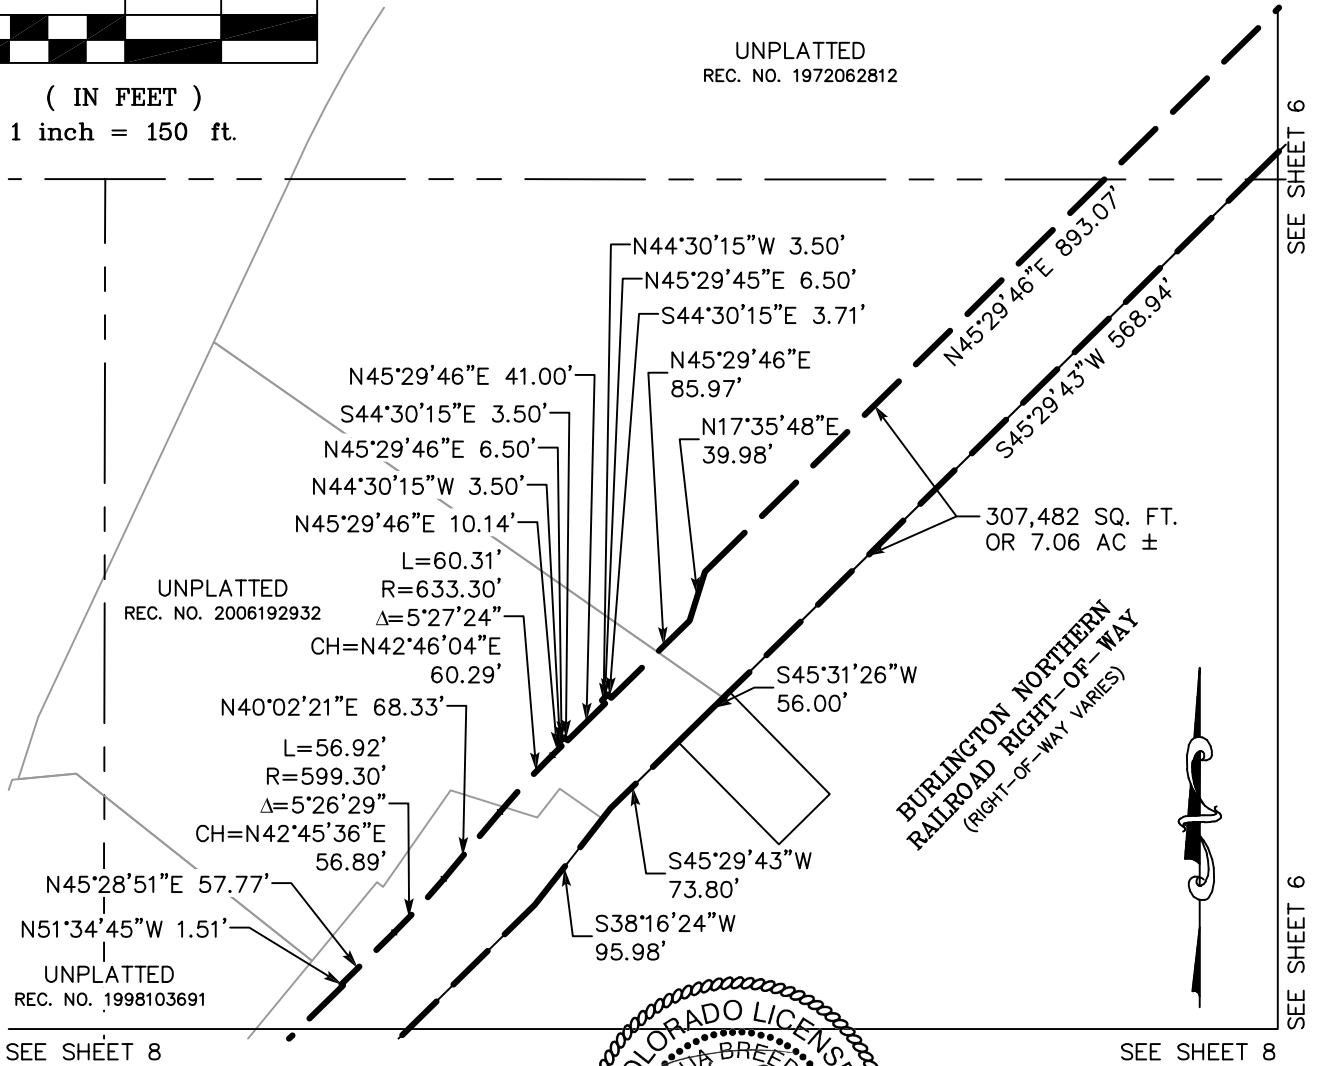 ( IN FEET )
1 inch = 150 ft.
UNPLATTED
REC. NO. 1972062812
SEE SHEET 6
N44°30'15"W 3.50'
N45°29'45"E 6.50'
S44°30'15"E 3.71'
N45°29'46"E
85.97'
N17°35'48"E
39.98'
N45°29'46"E 893.07'
S45°29'43"W 568.94'
N45°29'46"E 41.00'
S44°30'15"E 3.50'
N45°29'46"E 6.50'
N44°30'15"W 3.50'
N45°29'46"E 10.14'
L=60.31'
R=633.30'
Δ=5°27'24"
CH=N42°46'04"E
60.29'
307,482 SQ. FT.
OR 7.06 AC ±
UNPLATTED
REC. NO. 2006192932
N40°02'21"E 68.33'
L=56.92'
R=599.30'
Δ=5°26'29"
CH=N42°45'36"E
56.89'
S45°31'26"W
56.00'
BURLINGTON NORTHERN
RAILROAD RIGHT-OF-WAY
(RIGHT-OF-WAY VARIES)
S45°29'43"W
73.80'
S38°16'24"W
95.98'
N45°28'51"E 57.77'
N51°34'45"W 1.51'
UNPLATTED
REC. NO. 1998103691
SEE SHEET 6
SEE SHEET 8
SEE SHEET 8
OLORADO LICENSE
UA BREED